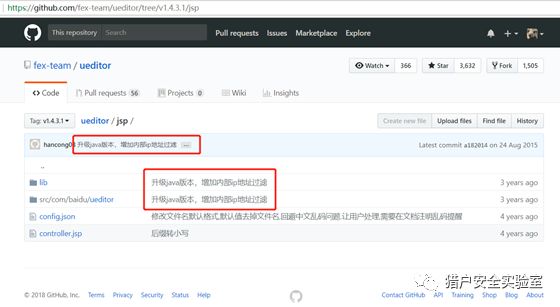 https://github.com/fex-team/ueditor/tree/v1.4.3.1/jsp
This repository Search Pull requests Issues Marketplace Explore
fex-team / ueditor
Watch 366 Star 3,632 Fork 1,505
Code Pull requests 56 Projects 0 Wiki Insights
Tag: v1.4.3.1 ueditor / jsp / Create new file Upload files Find file History
hancong03 升级java版本，增加内部ip地址过滤 Latest commit a182014 on 24 Aug 2015
..
lib 升级java版本，增加内部ip地址过滤 3 years ago
src/com/baidu/ueditor 升级java版本，增加内部ip地址过滤 3 years ago
config.json 修改文件名默认格式,默认值去掉文件名,回避中文乱码问题,让用户处理,需要在文档注明乱码提醒 4 years ago
controller.jsp 后缀转小写 4 years ago
© 2018 GitHub, Inc. Terms Privacy Security Status Help Contact GitHub API Training Shop Blog About
猎户安全实验室